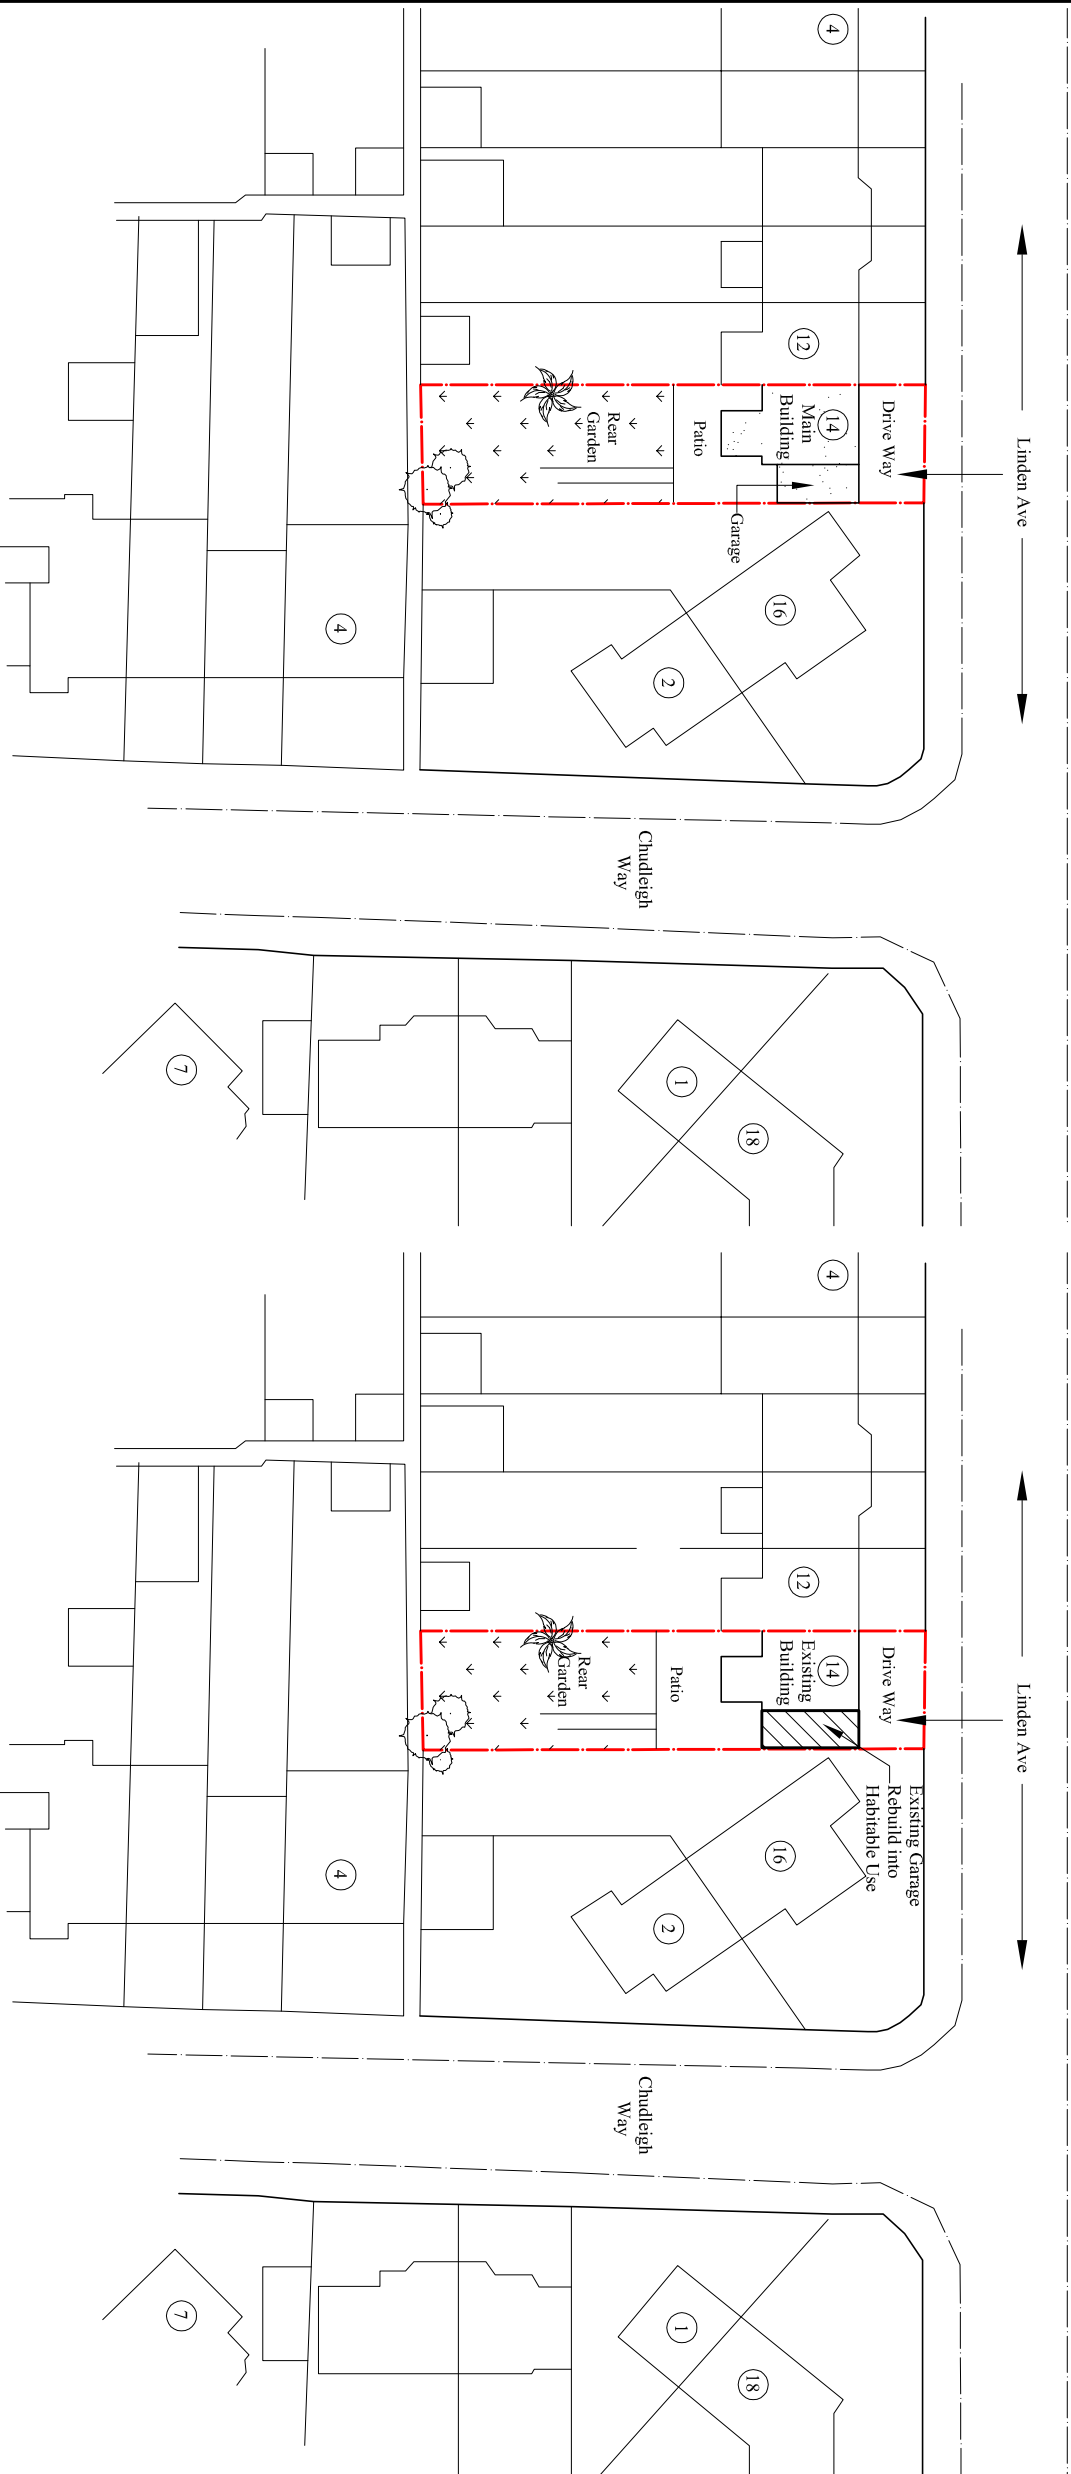 4
Linden Ave
12
14
Main
Building
Drive Way
Patio
Rear
Garden
Garage
16
2
4
Chudleigh
Way
1
18
7
4
Linden Ave
12
14
Existing
Building
Drive Way
Patio
Rear
Garden
Existing Garage
Rebuild into
Habitable Use
16
2
4
Chudleigh
Way
1
18
7